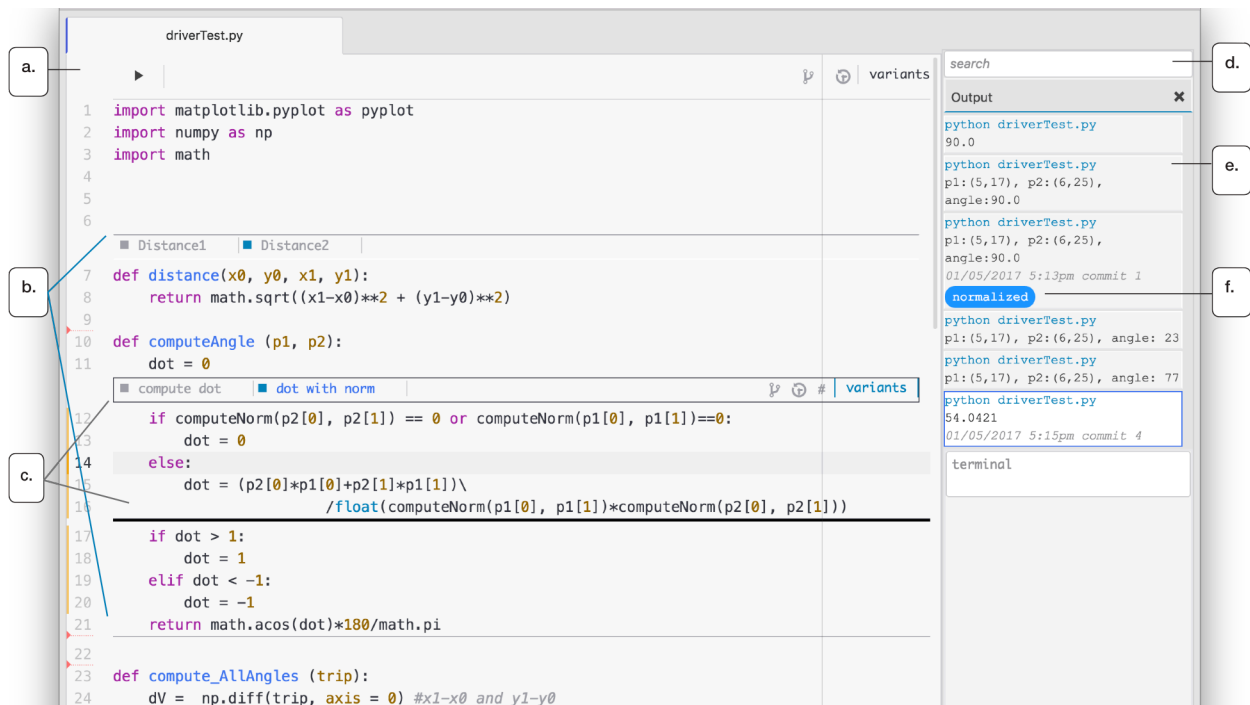 driverTest.py
a.
variants
1 import matplotlib.pyplot as pyplot
2 import numpy as np
3 import math
4
5
6
Distance1 Distance2
b.
7 def distance(x0, y0, x1, y1):
8 return math.sqrt((x1-x0)**2 + (y1-y0)**2)
9
10 def computeAngle (p1, p2):
11 dot = 0
compute dot dot with norm # variants
12 if computeNorm(p2[0], p2[1]) == 0 or computeNorm(p1[0], p1[1])==0:
13 dot = 0
14 else:
c.
15 dot = (p2[0]*p1[0]+p2[1]*p1[1])\
16 /float(computeNorm(p1[0], p1[1])*computeNorm(p2[0], p2[1]))
17 if dot > 1:
18 dot = 1
19 elif dot < -1:
20 dot = -1
21 return math.acos(dot)*180/math.pi
22
23 def compute_AllAngles (trip):
24 dV = np.diff(trip, axis = 0) #x1-x0 and y1-y0
search
d.
Output
python driverTest.py
90.0
python driverTest.py
e.
p1:(5,17), p2:(6,25),
angle:90.0
python driverTest.py
p1:(5,17), p2:(6,25),
angle:90.0
01/05/2017 5:13pm commit 1
f.
normalized
python driverTest.py
p1:(5,17), p2:(6,25), angle: 23
python driverTest.py
p1:(5,17), p2:(6,25), angle: 77
python driverTest.py
54.0421
01/05/2017 5:15pm commit 4
terminal